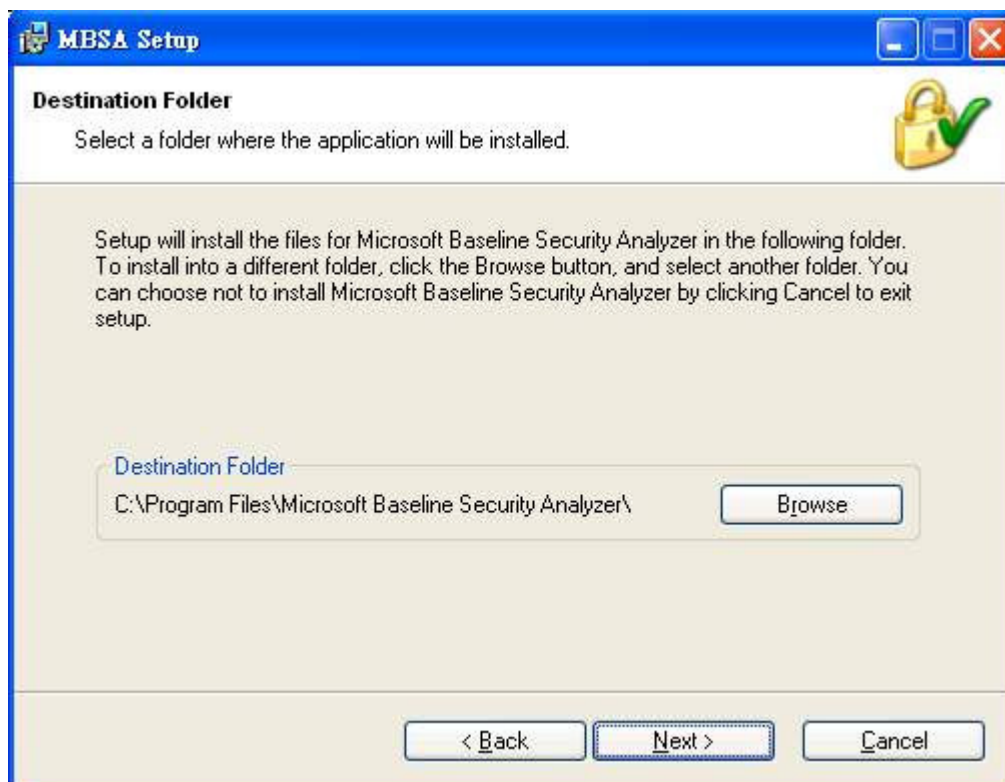 MBSA Setup
Destination Folder
Select a folder where the application will be installed.
Setup will install the files for Microsoft Baseline Security Analyzer in the following folder.
To install into a different folder, click the Browse button, and select another folder. You
can choose not to install Microsoft Baseline Security Analyzer by clicking Cancel to exit
setup.
Destination Folder
C:\Program Files\Microsoft Baseline Security Analyzer\
Browse
< Back
Next >
Cancel